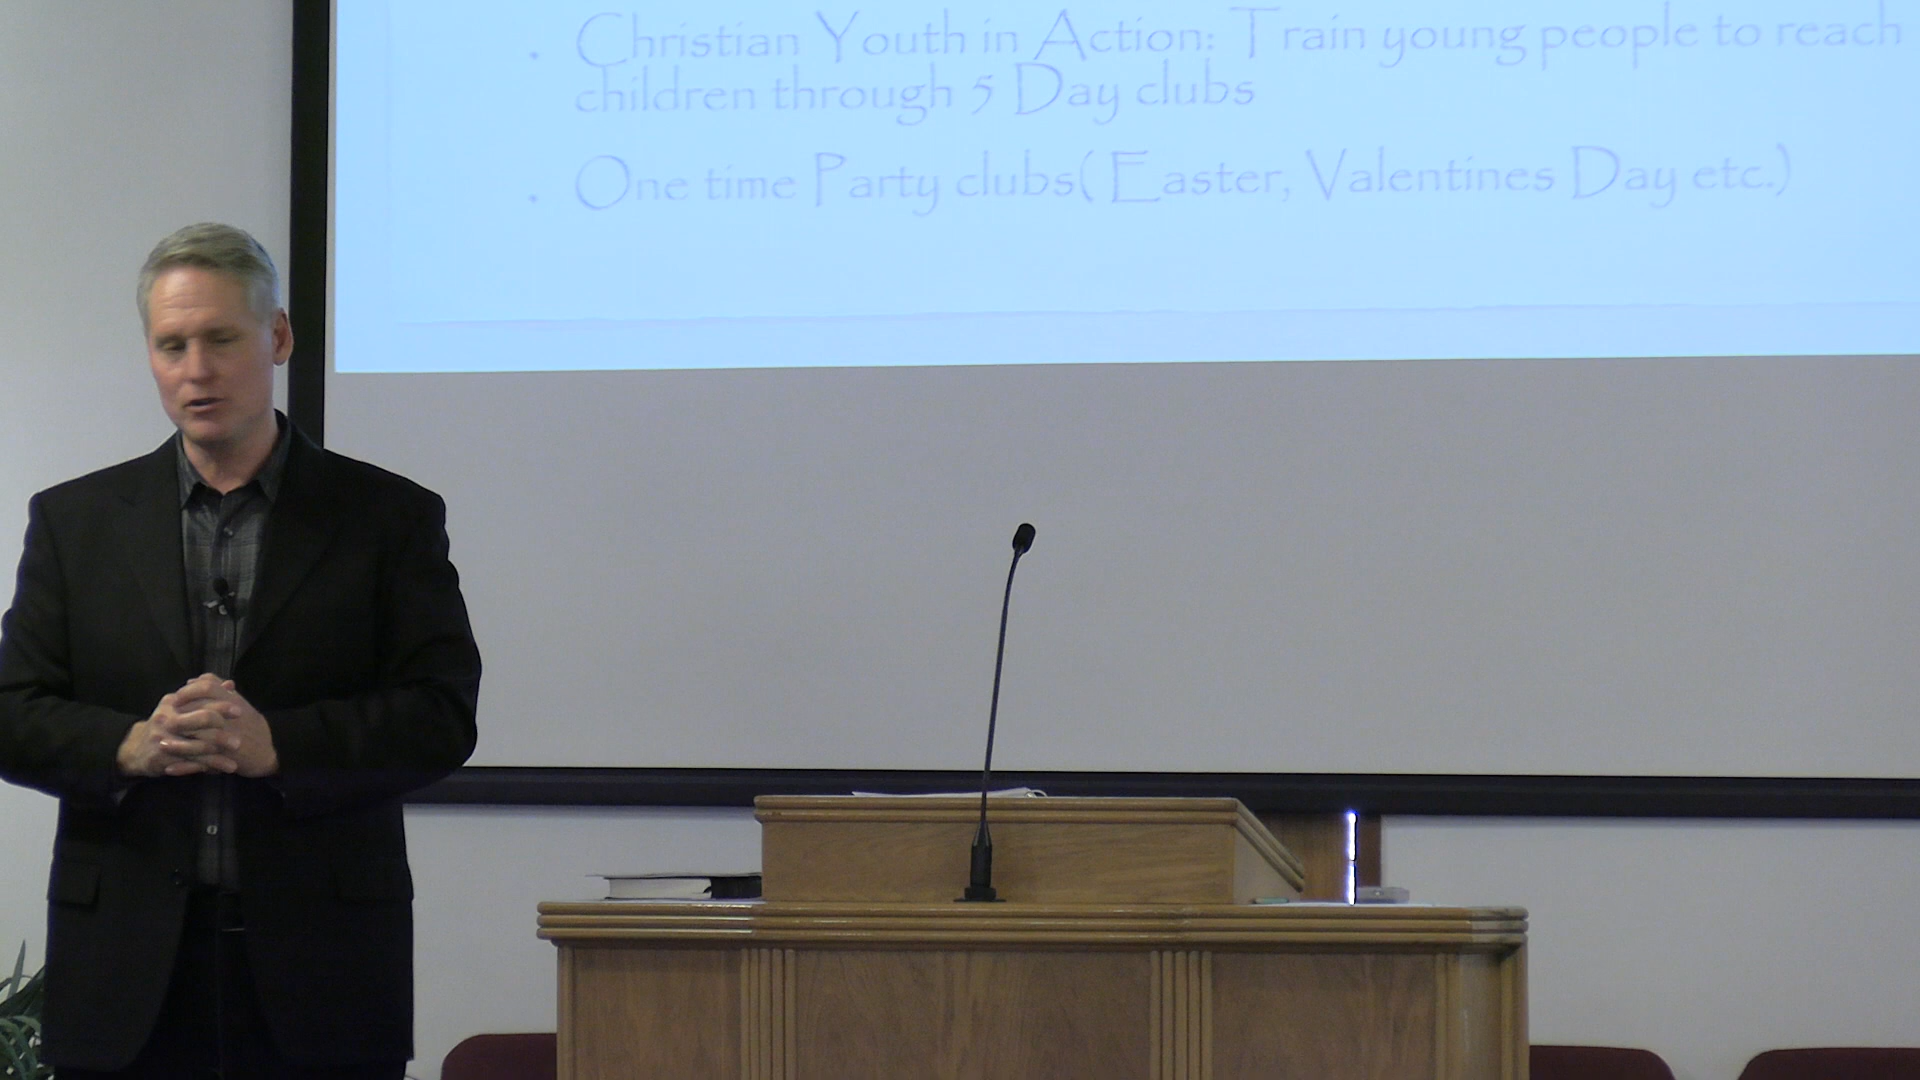 . Christian Youth in Action: Train young people to reach
children through 5 Day clubs
. One time Party clubs( Easter, Valentines Day etc.)